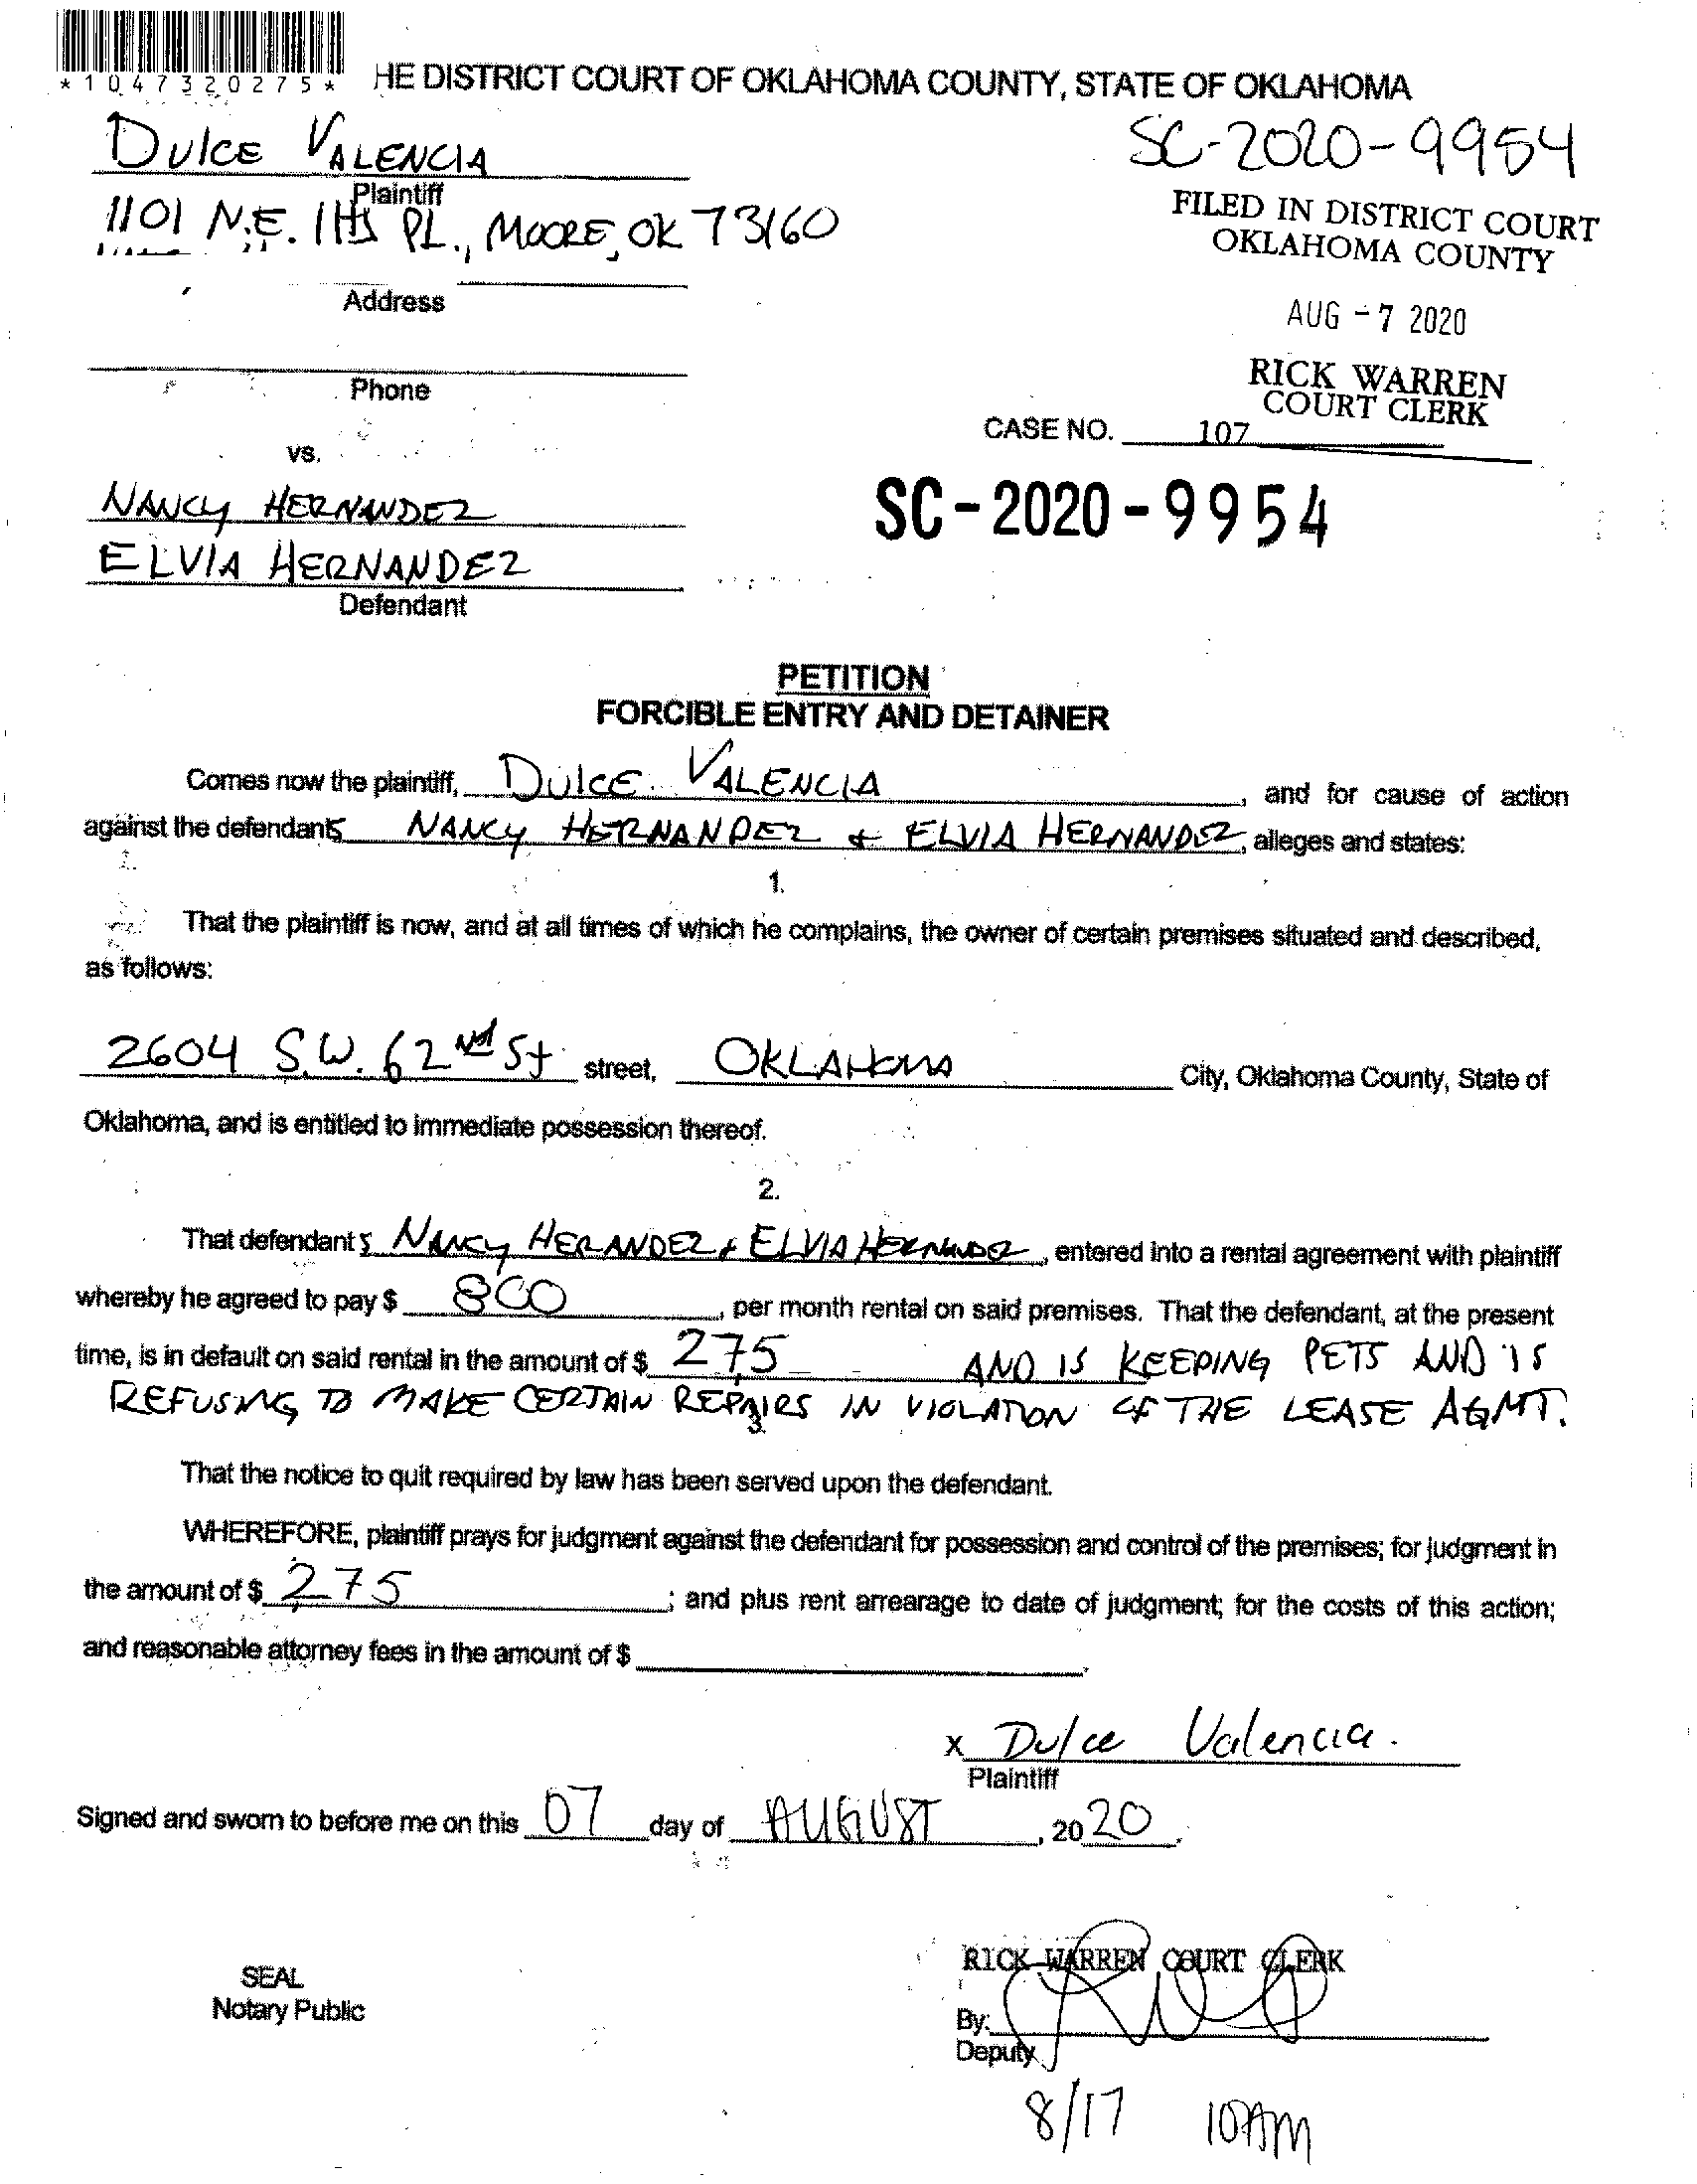 *1047320275*
HE DISTRICT COURT OF OKLAHOMA COUNTY, STATE OF OKLAHOMA
DULCE VALENCIA
SC-2020-9954
Plaintiff
1101 N.E. PL., MOORE, OK 73160
FILED IN DISTRICT COURT
OKLAHOMA COUNTY
Address
AUG -7 2020
RICK WARREN
COURT CLERK
Phone
CASE NO. 107
vs.
NANCY HERNANDEZ
SC-2020-9954
ELVIA HERNANDEZ
Defendant
PETITION
FORCIBLE ENTRY AND DETAINER
Comes now the plaintiff, DULCE VALENCIA, and for cause of action
against the defendants NANCY HERNANDEZ + ELVIA HERNANDEZ, alleges and states:
1.
That the plaintiff is now, and at all times of which he complains, the owner of certain premises situated and described,
as follows:
2604 S.W. 62ND St street, OKLAHOMA City, Oklahoma County, State of
Oklahoma, and is entitled to immediate possession thereof.
2.
That defendants NANCY HERANDEZ + ELVIA HERNANDEZ, entered into a rental agreement with plaintiff
whereby he agreed to pay $ 800, per month rental on said premises. That the defendant, at the present
time, is in default on said rental in the amount of $ 275 AND IS KEEPING PETS AND IS
REFUSING TO MAKE CERTAIN REPAIRS IN VIOLATION OF THE LEASE AGMT.
3.
That the notice to quit required by law has been served upon the defendant.
WHEREFORE, plaintiff prays for judgment against the defendant for possession and control of the premises; for judgment in
the amount of $ 275; and plus rent arrearage to date of judgment; for the costs of this action;
and reasonable attorney fees in the amount of $
x Dulce Valencia.
Plaintiff
Signed and sworn to before me on this 07 day of AUGUST, 2020.
RICK WARREN COURT CLERK
SEAL
Notary Public
By:
Deputy
8/17 10AM